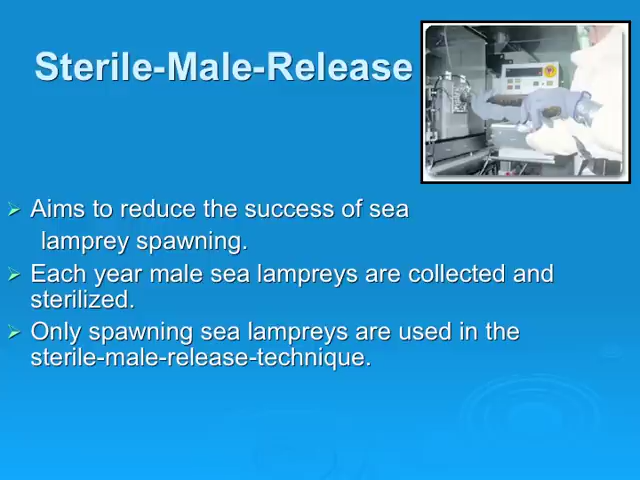 Sterile-Male-Release
Aims to reduce the success of sea
lamprey spawning.
Each year male sea lampreys are collected and
sterilized.
Only spawning sea lampreys are used in the
sterile-male-release-technique.